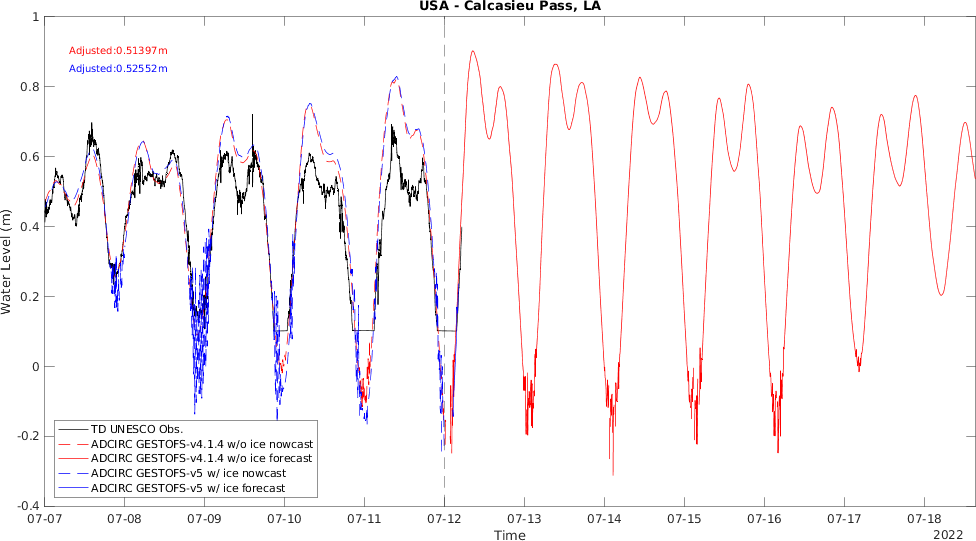 USA - Calcasieu Pass, LA
1
0.8
0.6
0.4
0.2
0
-0.2
-0.4
Water Level (m)
Adjusted:0.51397m
Adjusted:0.52552m
TD UNESCO Obs.
ADCIRC GESTOFS-v4.1.4 w/o ice nowcast
ADCIRC GESTOFS-v4.1.4 w/o ice forecast
ADCIRC GESTOFS-v5 w/ ice nowcast
ADCIRC GESTOFS-v5 w/ ice forecast
07-07 07-08 07-09 07-10 07-11 07-12 07-13 07-14 07-15 07-16 07-17 07-18
Time
2022